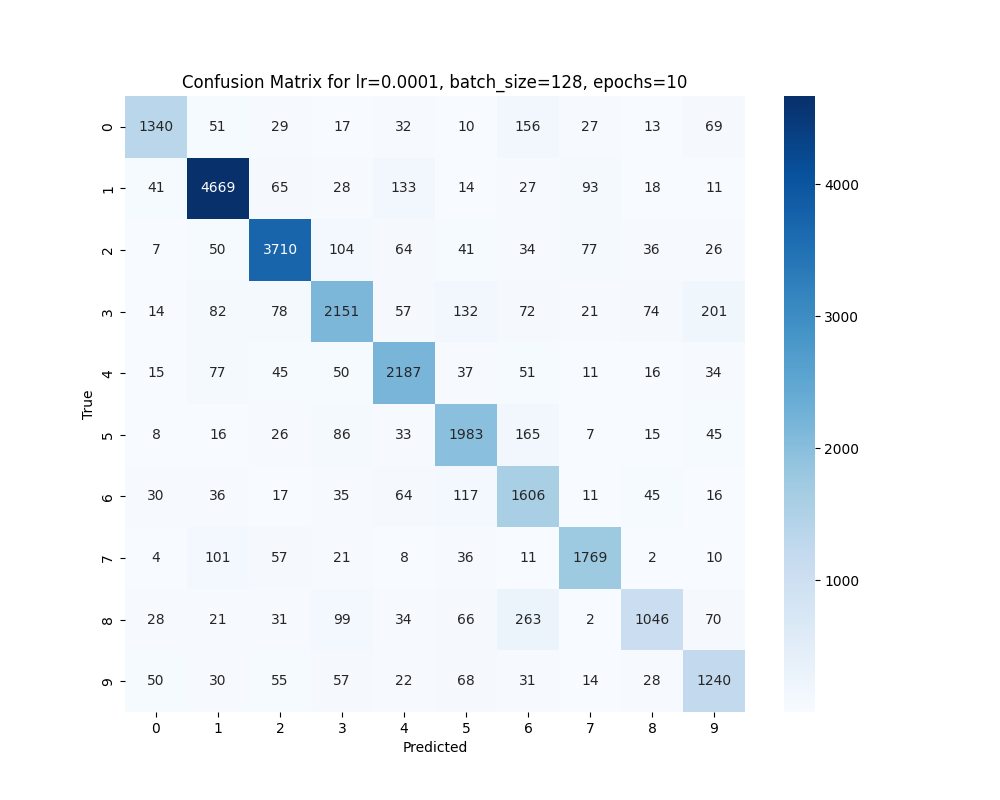 Confusion Matrix for lr=0.0001, batch_size=128, epochs=10
0 1340 51 29 17 32 10 156 27 13 69
1 41 4669 65 28 133 14 27 93 18 11
2 7 50 3710 104 64 41 34 77 36 26
3 14 82 78 2151 57 132 72 21 74 201
4 15 77 45 50 2187 37 51 11 16 34
5 8 16 26 86 33 1983 165 7 15 45
6 30 36 17 35 64 117 1606 11 45 16
7 4 101 57 21 8 36 11 1769 2 10
8 28 21 31 99 34 66 263 2 1046 70
9 50 30 55 57 22 68 31 14 28 1240
0 1 2 3 4 5 6 7 8 9
Predicted
True
4000
3000
2000
1000